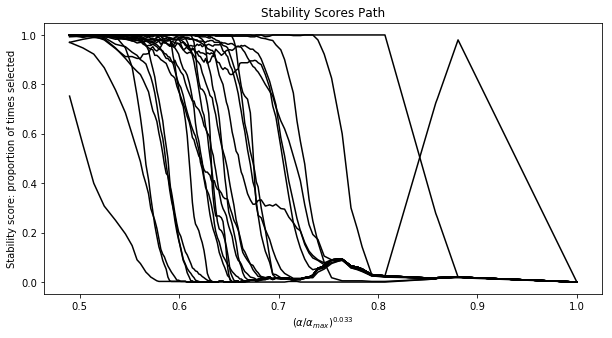 Stability Scores Path
Stability score: proportion of times selected
1.0
0.8
0.6
0.4
0.2
0.0
0.5 0.6 0.7 0.8 0.9 1.0
(α/α_max)^0.033